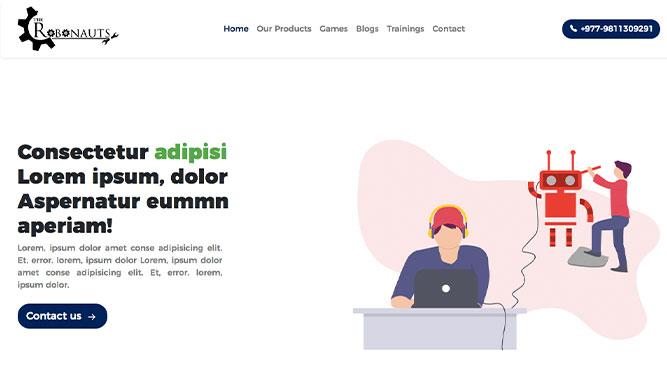 THE
ROBONAUTS
Home Our Products Games Blogs Trainings Contact
+977-9811309291
Consectetur adipisi
Lorem ipsum, dolor
Aspernatur eummn
aperiam!
Lorem, ipsum dolor amet conse adipisicing elit.
Et, error. lorem, ipsum dolor Lorem, ipsum dolor
amet conse adipisicing elit. Et, error. lorem,
ipsum dolor.
Contact us →